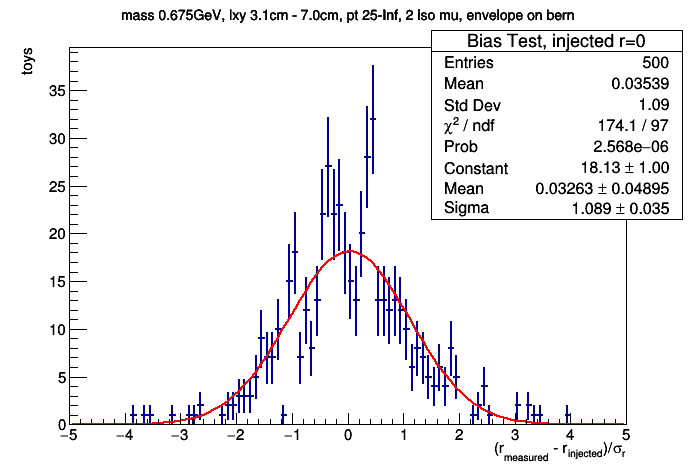 mass 0.675GeV, lxy 3.1cm - 7.0cm, pt 25-Inf, 2 iso mu, envelope on bern
Bias Test, injected r=0
Entries 500
Mean 0.03539
Std Dev 1.09
χ² / ndf 174.1 / 97
Prob 2.568e−06
Constant 18.13 ± 1.00
Mean 0.03263 ± 0.04895
Sigma 1.089 ± 0.035
toys
35
30
25
20
15
10
5
0
−5 −4 −3 −2 −1 0 1 2 3 4 5
(r_measured - r_injected)/σ_r